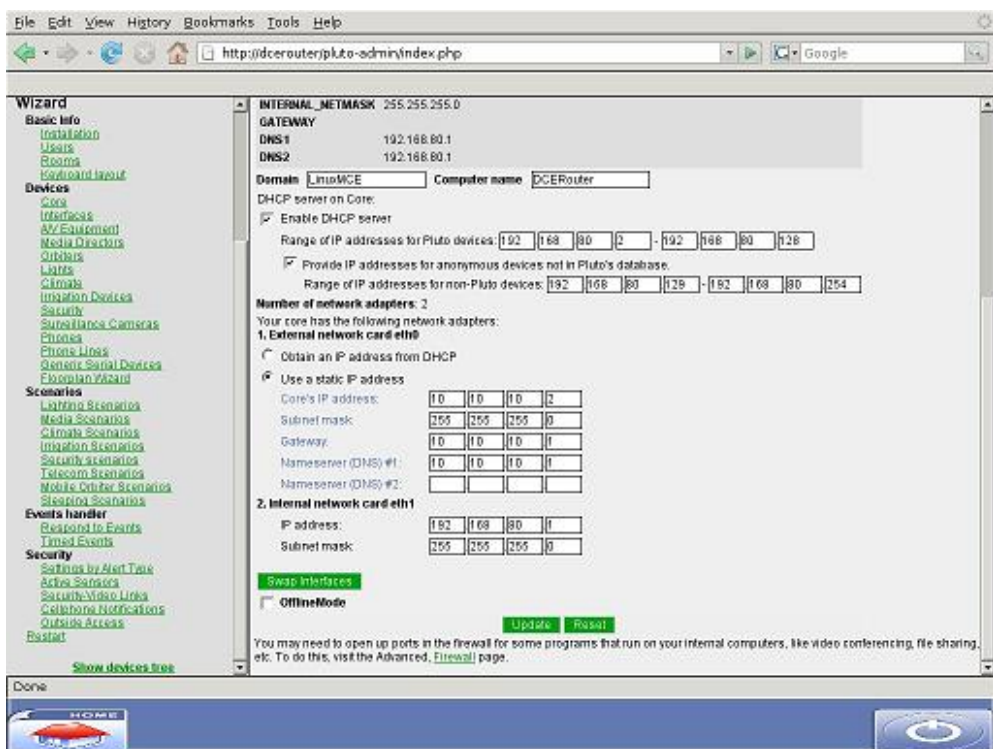 File Edit View History Bookmarks Tools Help
http://dcerouter/pluto-admin/index.php
Google
Wizard
Basic Info
Installation
Users
Rooms
Keyboard layout
Devices
Core
Interfaces
A/V Equipment
Media Directors
Orbiters
Lights
Climate
Irrigation Devices
Security
Surveillance Cameras
Phones
Phone Lines
Generic Serial Devices
Floorplan Wizard
Scenarios
Lighting Scenarios
Media Scenarios
Climate Scenarios
Irrigation Scenarios
Security scenarios
Telecom Scenarios
Mobile Orbiter Scenarios
Sleeping Scenarios
Events handler
Respond to Events
Timed Events
Security
Settings by Alert Type
Active Sensors
Security-Video Links
Cellphone Notifications
Outside Access
Restart
Show devices tree
INTERNAL_NETMASK 255.255.255.0
GATEWAY
DNS1 192.168.80.1
DNS2 192.168.80.1
Domain LinuxMCE Computer name DCERouter
DHCP server on Core:
Enable DHCP server
Range of IP addresses for Pluto devices: 192 168 80 2 - 192 168 80 128
Provide IP addresses for anonymous devices not in Pluto's database.
Range of IP addresses for non-Pluto devices: 192 168 80 129 - 192 168 80 254
Number of network adapters: 2
Your core has the following network adapters:
1. External network card eth0
Obtain an IP address from DHCP
Use a static IP address
Core's IP address: 10 10 10 2
Subnet mask: 255 255 255 0
Gateway: 10 10 10 1
Nameserver (DNS) #1: 10 10 10 1
Nameserver (DNS) #2:
2. Internal network card eth1
IP address: 192 168 80 1
Subnet mask: 255 255 255 0
Swap Interfaces
OfflineMode
Update Reset
You may need to open up ports in the firewall for some programs that run on your internal computers, like video conferencing, file sharing,
etc. To do this, visit the Advanced, Firewall page.
Done
HOME